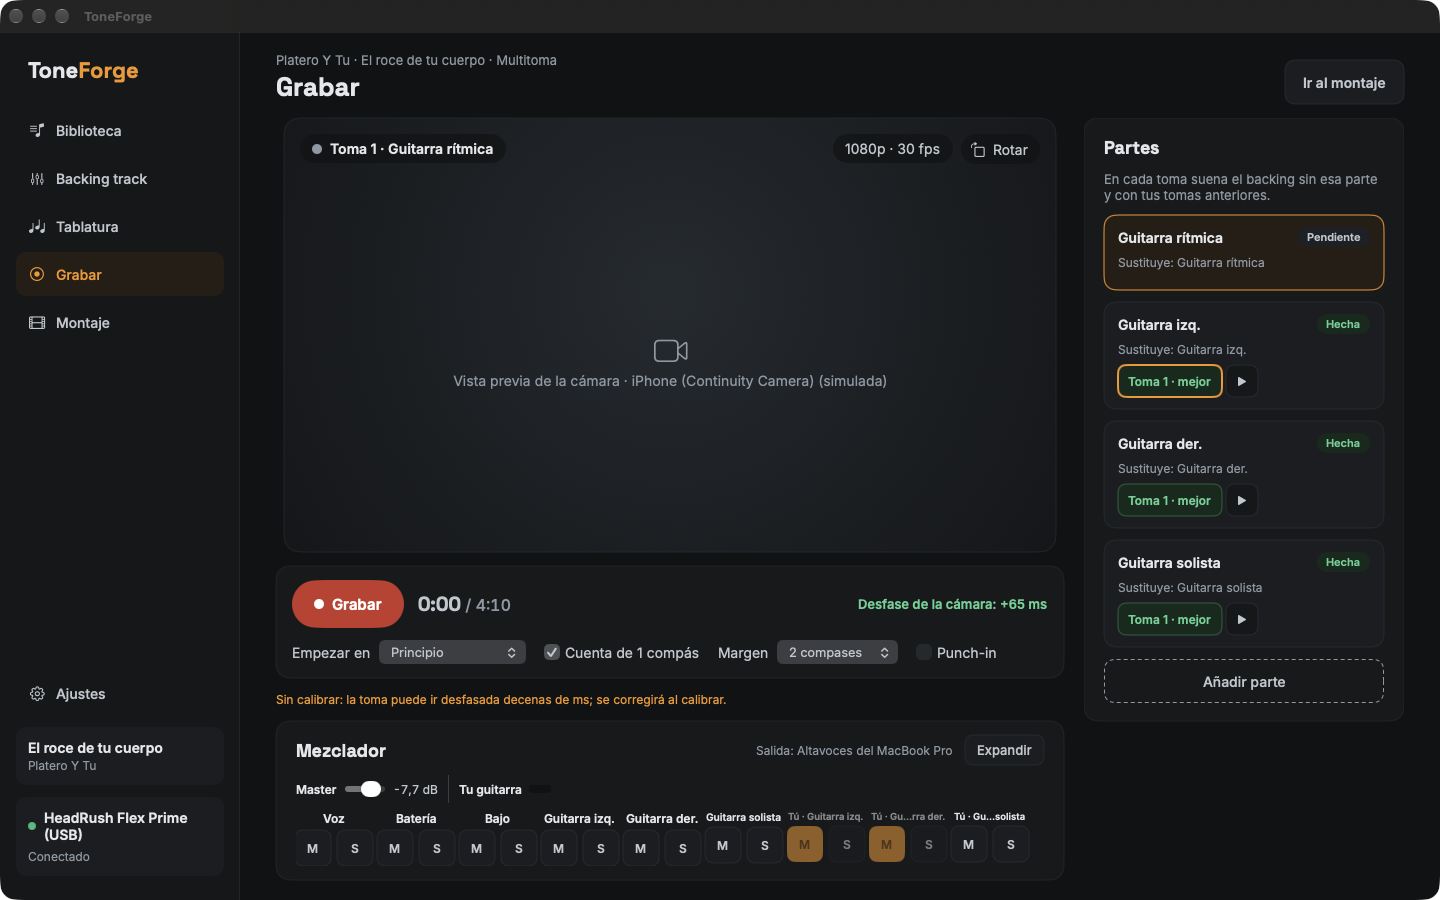 ToneForge
ToneForge
Biblioteca
Backing track
Tablatura
Grabar
Montaje
Ajustes
El roce de tu cuerpo
Platero Y Tu
HeadRush Flex Prime
(USB)
Conectado
Platero Y Tu · El roce de tu cuerpo · Multitoma
Grabar
Ir al montaje
Toma 1 · Guitarra rítmica
1080p · 30 fps
Rotar
Vista previa de la cámara · iPhone (Continuity Camera) (simulada)
Grabar
0:00 / 4:10
Desfase de la cámara: +65 ms
Empezar en
Principio
Cuenta de 1 compás
Margen
2 compases
Punch-in
Sin calibrar: la toma puede ir desfasada decenas de ms; se corregirá al calibrar.
Mezclador
Salida: Altavoces del MacBook Pro
Expandir
Master
-7,7 dB
Tu guitarra
Voz
Batería
Bajo
Guitarra izq.
Guitarra der.
Guitarra solista
Tú · Guitarra izq.
Tú · Gu...rra der.
Tú · Gu...solista
M S M S M S M S M S M S M S M S M S
Partes
En cada toma suena el backing sin esa parte
y con tus tomas anteriores.
Guitarra rítmica
Pendiente
Sustituye: Guitarra rítmica
Guitarra izq.
Hecha
Sustituye: Guitarra izq.
Toma 1 · mejor
Guitarra der.
Hecha
Sustituye: Guitarra der.
Toma 1 · mejor
Guitarra solista
Hecha
Sustituye: Guitarra solista
Toma 1 · mejor
Añadir parte